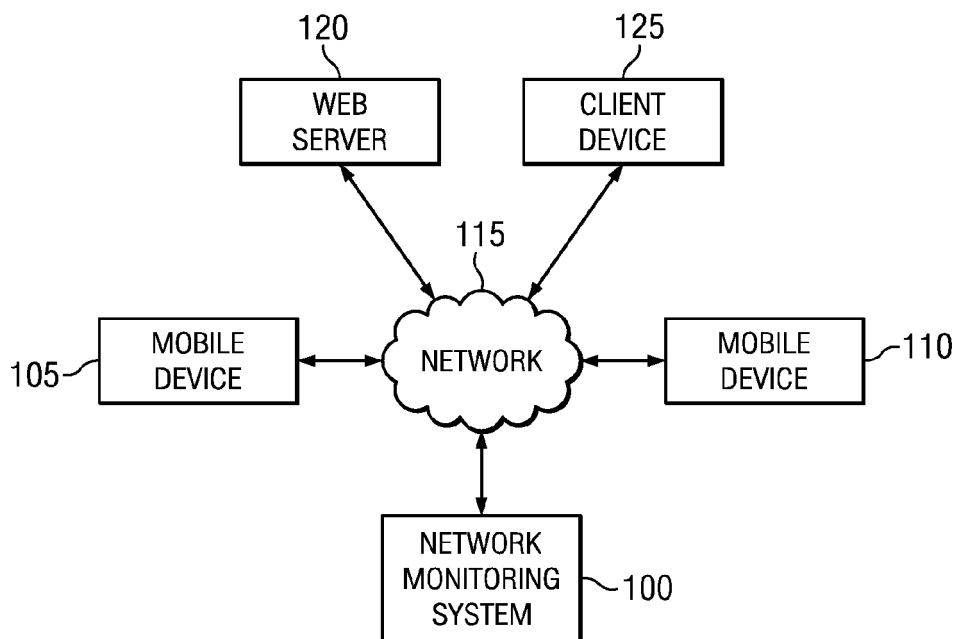 120
125
WEB
SERVER
CLIENT
DEVICE
115
105
MOBILE
DEVICE
NETWORK
MOBILE
DEVICE
110
NETWORK
MONITORING
SYSTEM
100